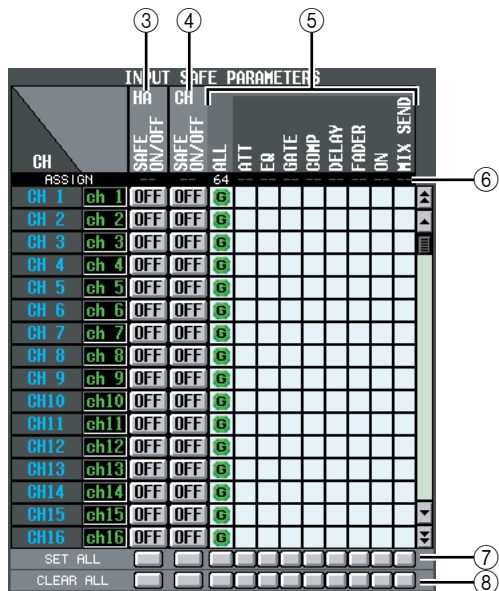 ③ ④ ⑤
INPUT SAFE PARAMETERS
HA CH
CH SAFE ON/OFF SAFE ON/OFF ALL ATT EQ GATE COMP DELAY FADER ON MIX SEND
ASSIGN -- -- 64 -- -- -- -- -- -- -- -- ⑥
CH 1 ch 1 OFF OFF G
CH 2 ch 2 OFF OFF G
CH 3 ch 3 OFF OFF G
CH 4 ch 4 OFF OFF G
CH 5 ch 5 OFF OFF G
CH 6 ch 6 OFF OFF G
CH 7 ch 7 OFF OFF G
CH 8 ch 8 OFF OFF G
CH 9 ch 9 OFF OFF G
CH10 ch10 OFF OFF G
CH11 ch11 OFF OFF G
CH12 ch12 OFF OFF G
CH13 ch13 OFF OFF G
CH14 ch14 OFF OFF G
CH15 ch15 OFF OFF G
CH16 ch16 OFF OFF G
SET ALL ⑦
CLEAR ALL ⑧